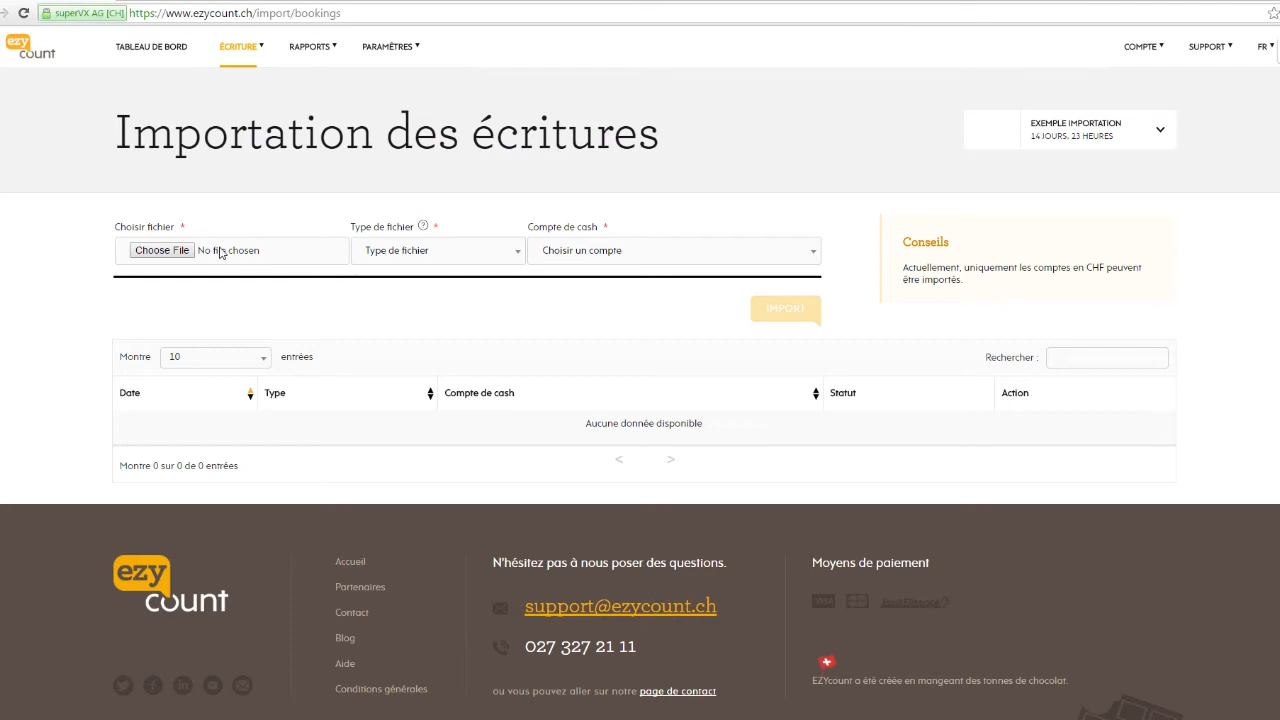 superVX AG [CH] https://www.ezycount.ch/import/bookings
ezy count
TABLEAU DE BORD ÉCRITURE RAPPORTS PARAMÈTRES COMPTE SUPPORT FR
Importation des écritures
EXEMPLE IMPORTATION
14 JOURS, 23 HEURES
Choisir fichier * Type de fichier ? * Compte de cash *
Choose File No file chosen Type de fichier Choisir un compte
Conseils
Actuellement, uniquement les comptes en CHF peuvent
être importés.
IMPORT
Montre 10 entrées Rechercher :
Date Type Compte de cash Statut Action
Aucune donnée disponible
Montre 0 sur 0 de 0 entrées < >
ezy count
Accueil
Partenaires
Contact
Blog
Aide
Conditions générales
N'hésitez pas à nous poser des questions.
support@ezycount.ch
027 327 21 11
ou vous pouvez aller sur notre page de contact
Moyens de paiement
VISA
EZYcount a été créée en mangeant des tonnes de chocolat.